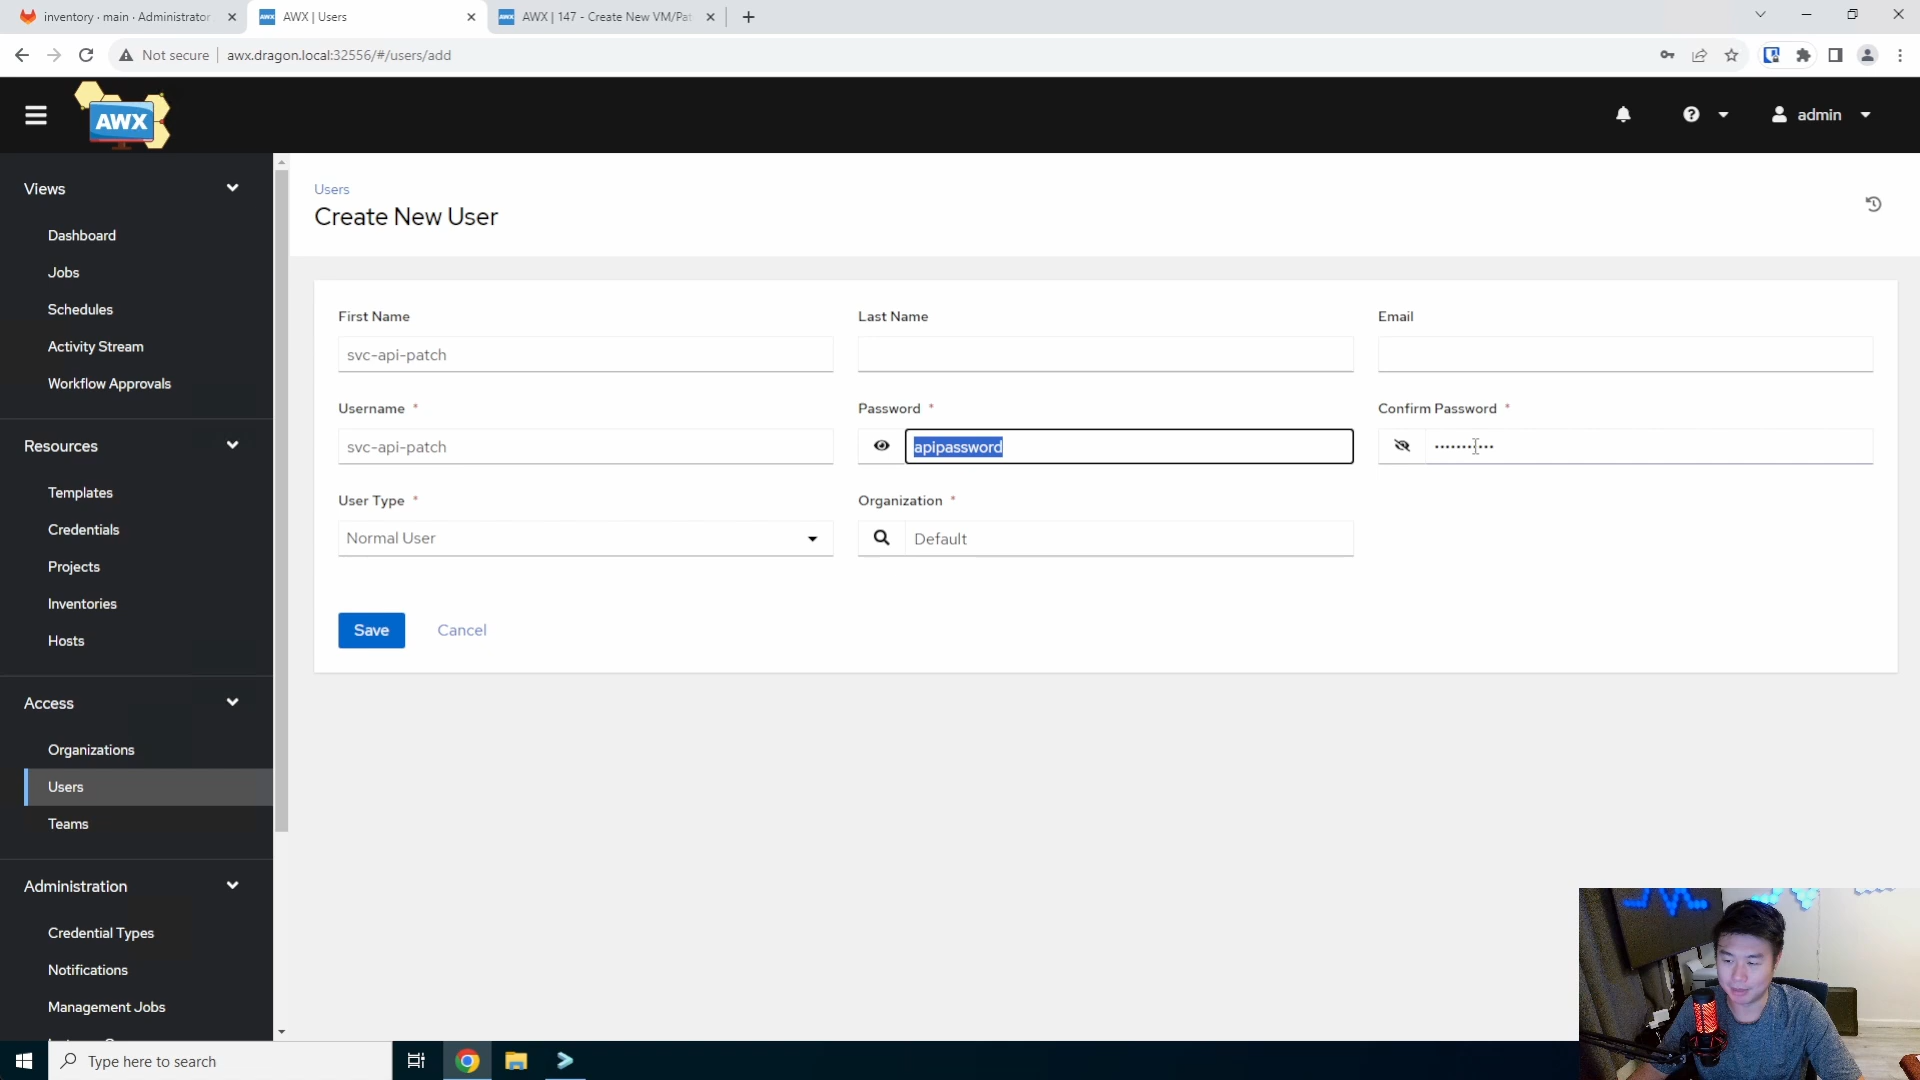 inventory · main · Administrator
AWX | Users
AWX | 147 - Create New VM/Pat
Not secure
awx.dragon.local:32556/#/users/add
AWX
admin
Views
Dashboard
Jobs
Schedules
Activity Stream
Workflow Approvals
Resources
Templates
Credentials
Projects
Inventories
Hosts
Access
Organizations
Users
Teams
Administration
Credential Types
Notifications
Management Jobs
Users
Create New User
First Name
Last Name
Email
svc-api-patch
Username *
Password *
Confirm Password *
svc-api-patch
apipassword
•••••••••••
User Type *
Organization *
Normal User
Default
Save
Cancel
Type here to search